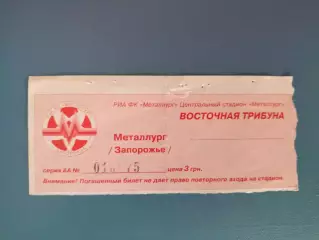 РИА ФК «Металлург» Центральный стадион «Металлург»
ВОСТОЧНАЯ ТРИБУНА
Металлург
/Запорожье/
серия АА № цена 3 грн.
Внимание! Погашенный билет не дает право повторного входа на стадион.